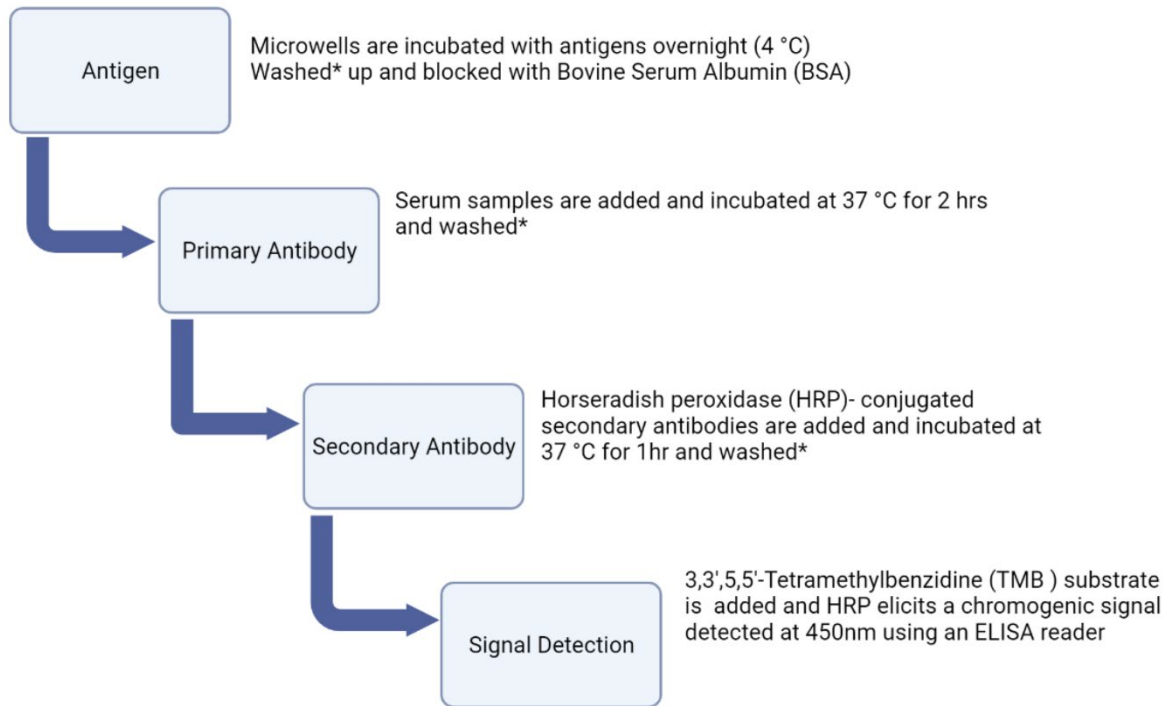 Antigen
Microwells are incubated with antigens overnight (4 °C)
Washed* up and blocked with Bovine Serum Albumin (BSA)
Primary Antibody
Serum samples are added and incubated at 37 °C for 2 hrs
and washed*
Secondary Antibody
Horseradish peroxidase (HRP)- conjugated
secondary antibodies are added and incubated at
37 °C for 1hr and washed*
Signal Detection
3,3',5,5'-Tetramethylbenzidine (TMB ) substrate
is  added and HRP elicits a chromogenic signal
detected at 450nm using an ELISA reader